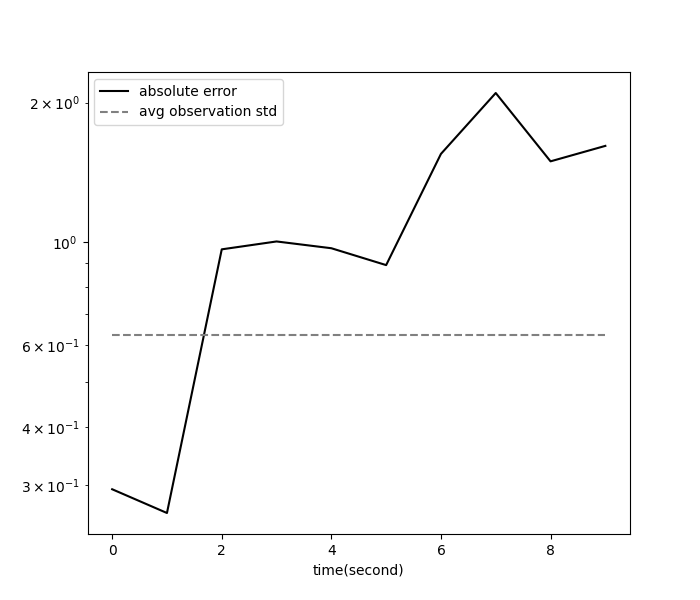 absolute error
avg observation std
2 × 10⁰
10⁰
6 × 10⁻¹
4 × 10⁻¹
3 × 10⁻¹
0 2 4 6 8
time(second)